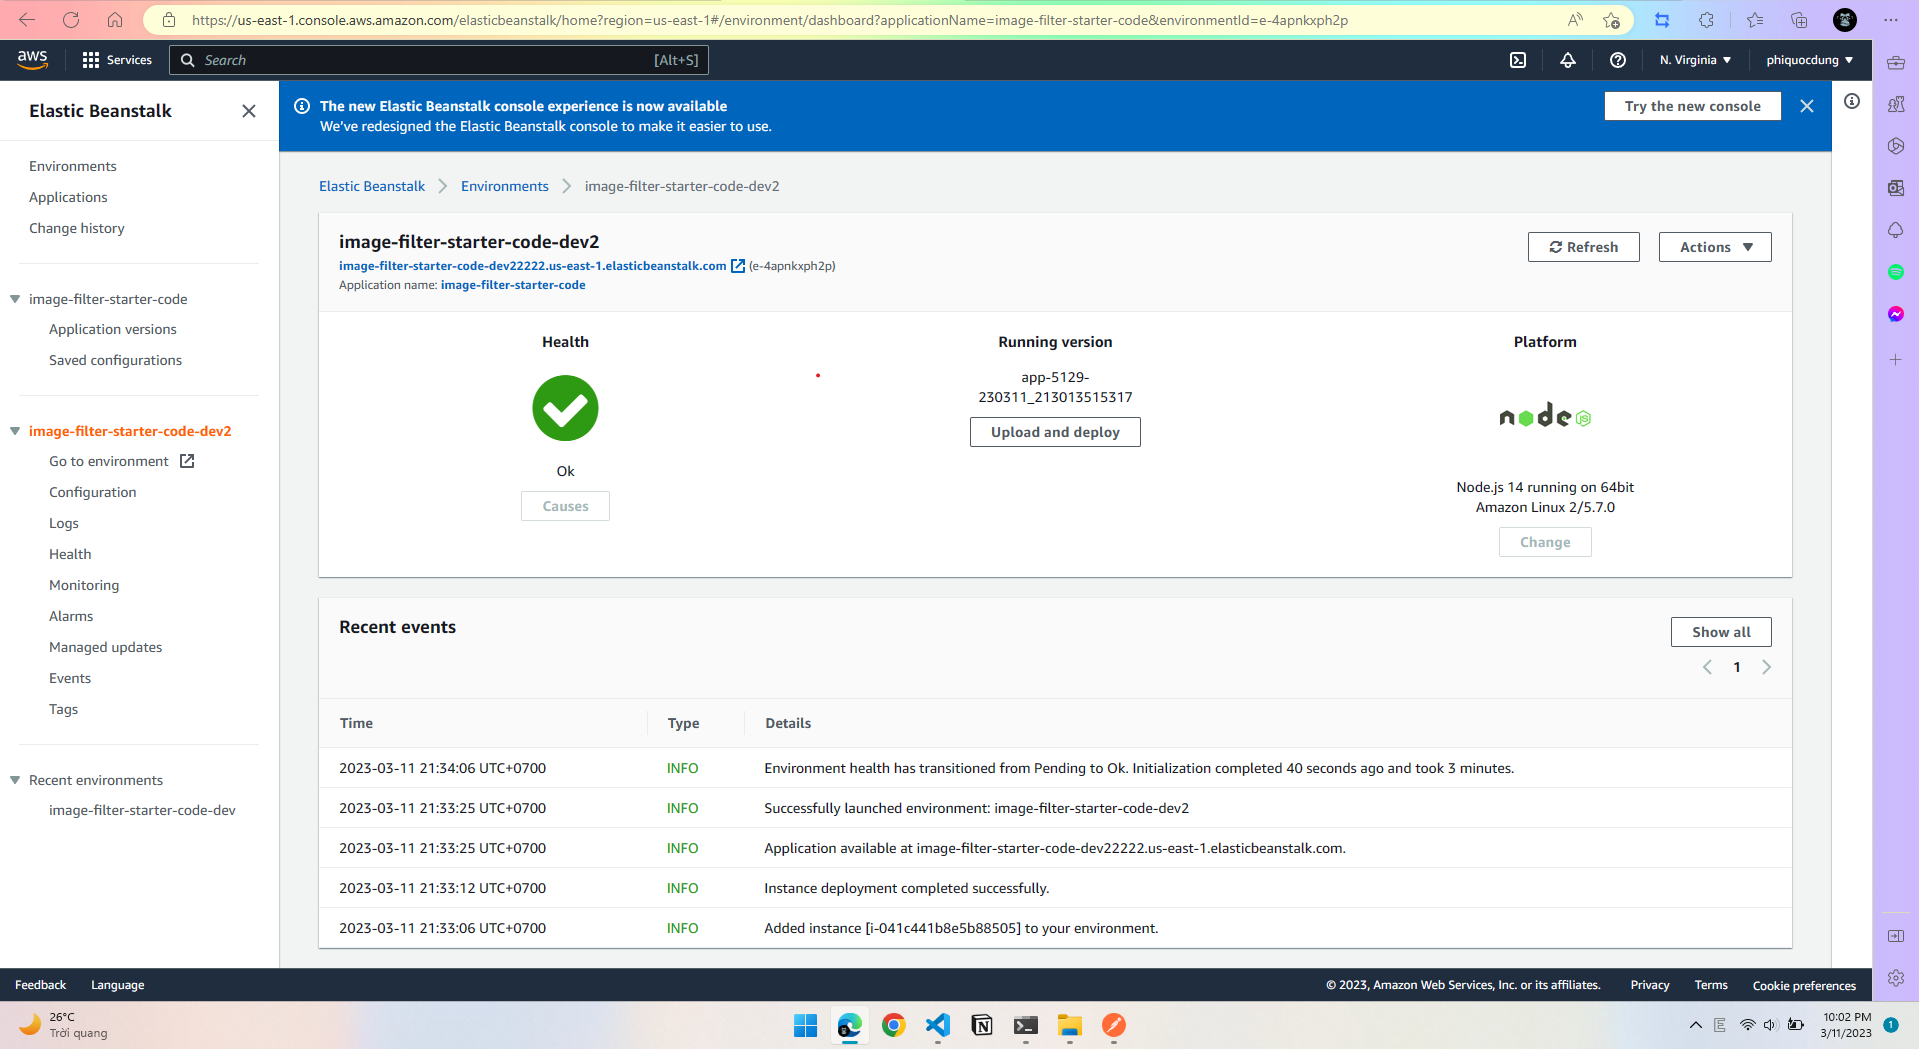 https://us-east-1.console.aws.amazon.com/elasticbeanstalk/home?region=us-east-1#/environment/dashboard?applicationName=image-filter-starter-code&environmentId=e-4apnkxph2p
aws
Services
Search
[Alt+S]
N. Virginia
phiquocdung
Elastic Beanstalk
Environments
Applications
Change history
image-filter-starter-code
Application versions
Saved configurations
image-filter-starter-code-dev2
Go to environment
Configuration
Logs
Health
Monitoring
Alarms
Managed updates
Events
Tags
Recent environments
image-filter-starter-code-dev
The new Elastic Beanstalk console experience is now available
We've redesigned the Elastic Beanstalk console to make it easier to use.
Try the new console
Elastic Beanstalk
Environments
image-filter-starter-code-dev2
image-filter-starter-code-dev2
image-filter-starter-code-dev22222.us-east-1.elasticbeanstalk.com (e-4apnkxph2p)
Application name: image-filter-starter-code
Refresh
Actions
Health
Ok
Causes
Running version
app-5129-
230311_213013515317
Upload and deploy
Platform
node JS
Node.js 14 running on 64bit
Amazon Linux 2/5.7.0
Change
Recent events
Show all
1
Time Type Details
2023-03-11 21:34:06 UTC+0700 INFO Environment health has transitioned from Pending to Ok. Initialization completed 40 seconds ago and took 3 minutes.
2023-03-11 21:33:25 UTC+0700 INFO Successfully launched environment: image-filter-starter-code-dev2
2023-03-11 21:33:25 UTC+0700 INFO Application available at image-filter-starter-code-dev22222.us-east-1.elasticbeanstalk.com.
2023-03-11 21:33:12 UTC+0700 INFO Instance deployment completed successfully.
2023-03-11 21:33:06 UTC+0700 INFO Added instance [i-041c441b8e5b88505] to your environment.
Feedback
Language
© 2023, Amazon Web Services, Inc. or its affiliates.
Privacy
Terms
Cookie preferences
26°C
Trời quang
E
10:02 PM
3/11/2023
1